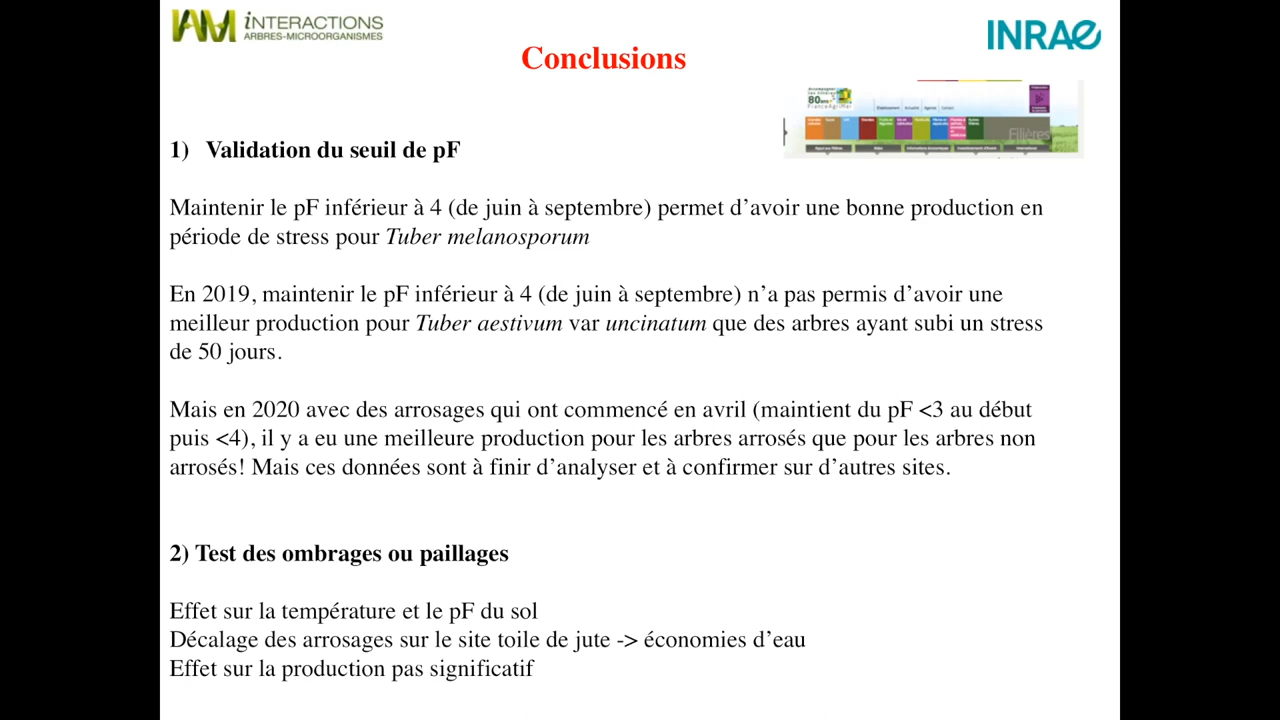 iNTERACTIONS
ARBRES-MICROORGANISMES
INRAE
Conclusions
80ans
FranceAgriMer
Filières
1) Validation du seuil de pF
Maintenir le pF inférieur à 4 (de juin à septembre) permet d’avoir une bonne production en
période de stress pour Tuber melanosporum
En 2019, maintenir le pF inférieur à 4 (de juin à septembre) n’a pas permis d’avoir une
meilleur production pour Tuber aestivum var uncinatum que des arbres ayant subi un stress
de 50 jours.
Mais en 2020 avec des arrosages qui ont commencé en avril (maintient du pF <3 au début
puis <4), il y a eu une meilleure production pour les arbres arrosés que pour les arbres non
arrosés! Mais ces données sont à finir d’analyser et à confirmer sur d’autres sites.
2) Test des ombrages ou paillages
Effet sur la température et le pF du sol
Décalage des arrosages sur le site toile de jute -> économies d’eau
Effet sur la production pas significatif